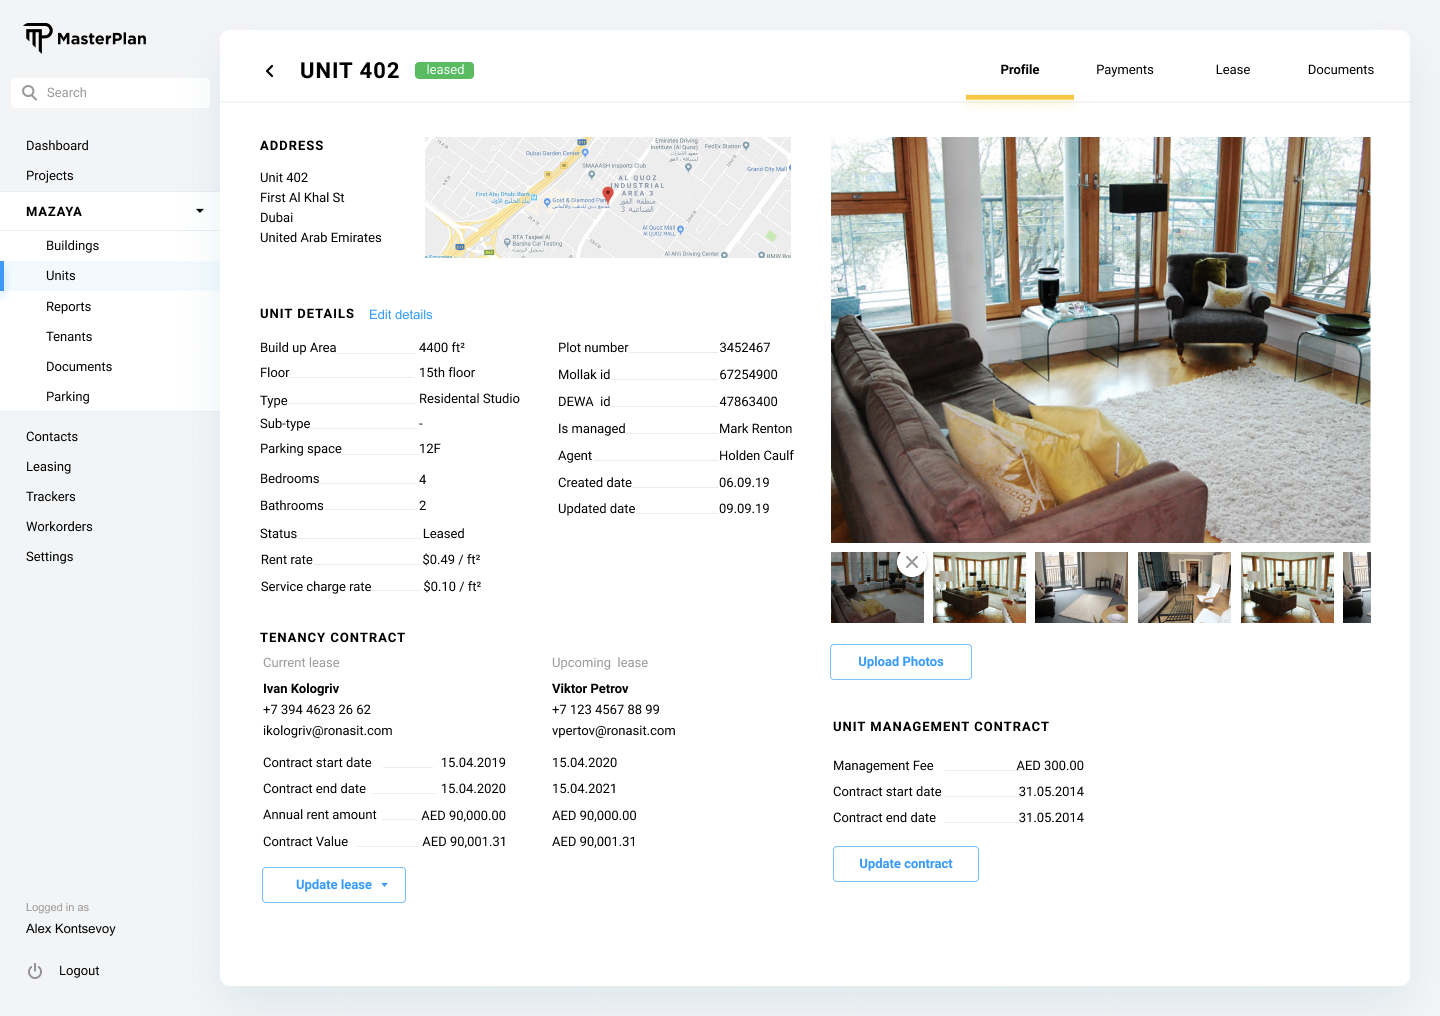 MasterPlan
Search
Dashboard
Projects
MAZAYA
Buildings
Units
Reports
Tenants
Documents
Parking
Contacts
Leasing
Trackers
Workorders
Settings
Logged in as
Alex Kontsevoy
Logout
UNIT 402
leased
Profile
Payments
Lease
Documents
ADDRESS
Unit 402
First Al Khal St
Dubai
United Arab Emirates
Dubai Garden Center
Emirates Driving
Institute (Al Quoz)
FedEx Station
SMAAASH
Club
Grand City Mall
AL QUOZ
INDUSTRIAL
AREA 3
منطقة القوز
الصناعية 3
First Abu Dhabi Bank
Gold & Diamond Park
Al Quoz Mall
RTA Tasjeel Al
Barsha Car Testing
Driving Center
UNIT DETAILS Edit details
Build up Area 4400 ft²
Floor 15th floor
Type Residental Studio
Sub-type -
Parking space 12F
Bedrooms 4
Bathrooms 2
Status Leased
Rent rate $0.49 / ft²
Service charge rate $0.10 / ft²
Plot number 3452467
Mollak id 67254900
DEWA id 47863400
Is managed Mark Renton
Agent Holden Caulf
Created date 06.09.19
Updated date 09.09.19
TENANCY CONTRACT
Current lease
Ivan Kologriv
+7 394 4623 26 62
ikologriv@ronasit.com
Upcoming lease
Viktor Petrov
+7 123 4567 88 99
vpertov@ronasit.com
Contract start date 15.04.2019 15.04.2020
Contract end date 15.04.2020 15.04.2021
Annual rent amount AED 90,000.00 AED 90,000.00
Contract Value AED 90,001.31 AED 90,001.31
Update lease
Upload Photos
UNIT MANAGEMENT CONTRACT
Management Fee AED 300.00
Contract start date 31.05.2014
Contract end date 31.05.2014
Update contract